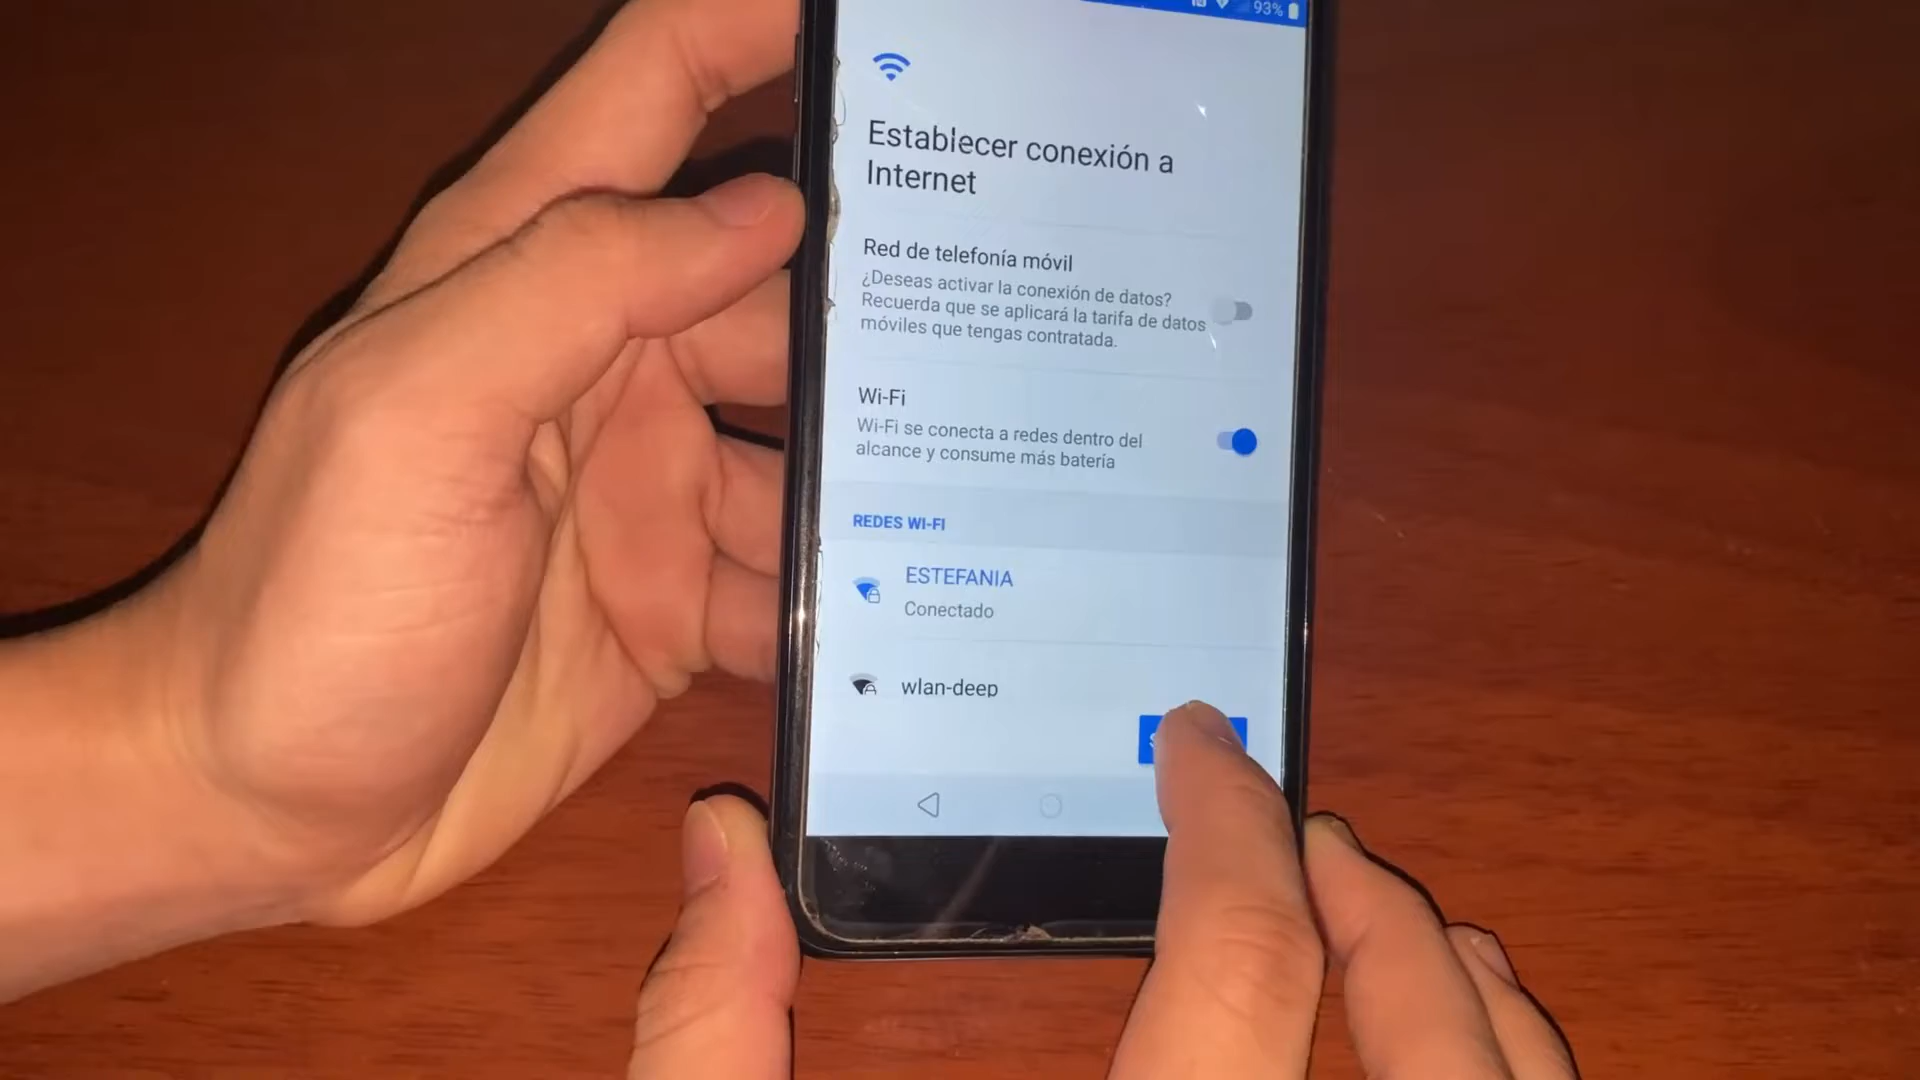 93%
Establecer conexión a
Internet
Red de telefonía móvil
¿Deseas activar la conexión de datos?
Recuerda que se aplicará la tarifa de datos
móviles que tengas contratada.
Wi-Fi
Wi-Fi se conecta a redes dentro del
alcance y consume más batería
REDES WI-FI
ESTEFANIA
Conectado
wlan-deep